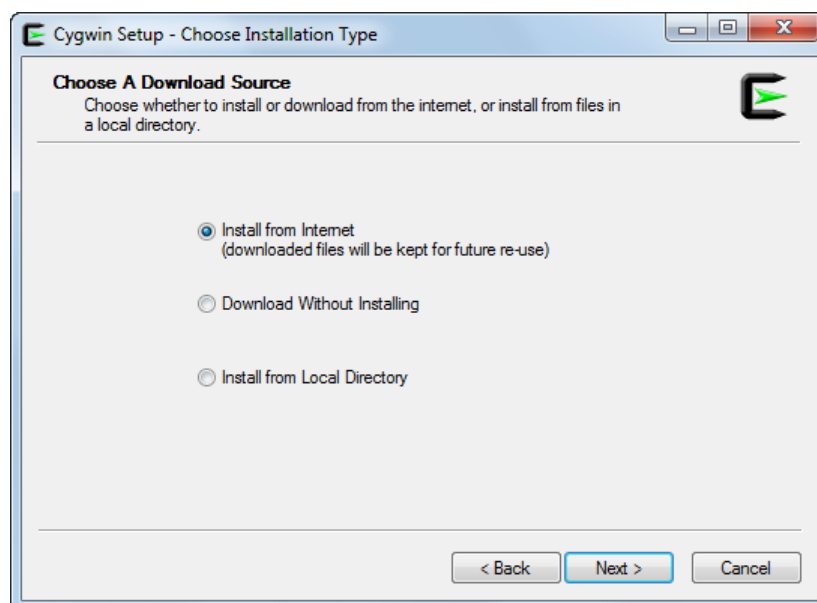 Cygwin Setup - Choose Installation Type
Choose A Download Source
Choose whether to install or download from the internet, or install from files in
a local directory.
Install from Internet
(downloaded files will be kept for future re-use)
Download Without Installing
Install from Local Directory
< Back
Next >
Cancel